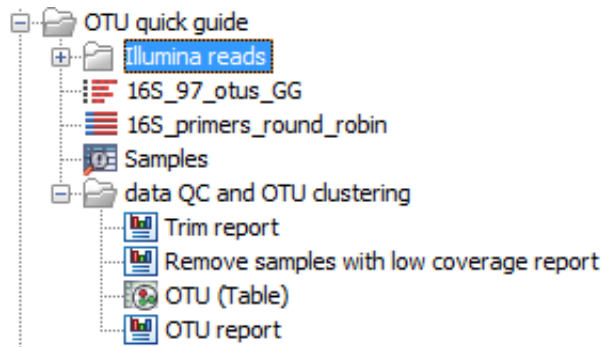 OTU quick guide
Illumina reads
16S_97_otus_GG
16S_primers_round_robin
Samples
data QC and OTU clustering
Trim report
Remove samples with low coverage report
OTU (Table)
OTU report